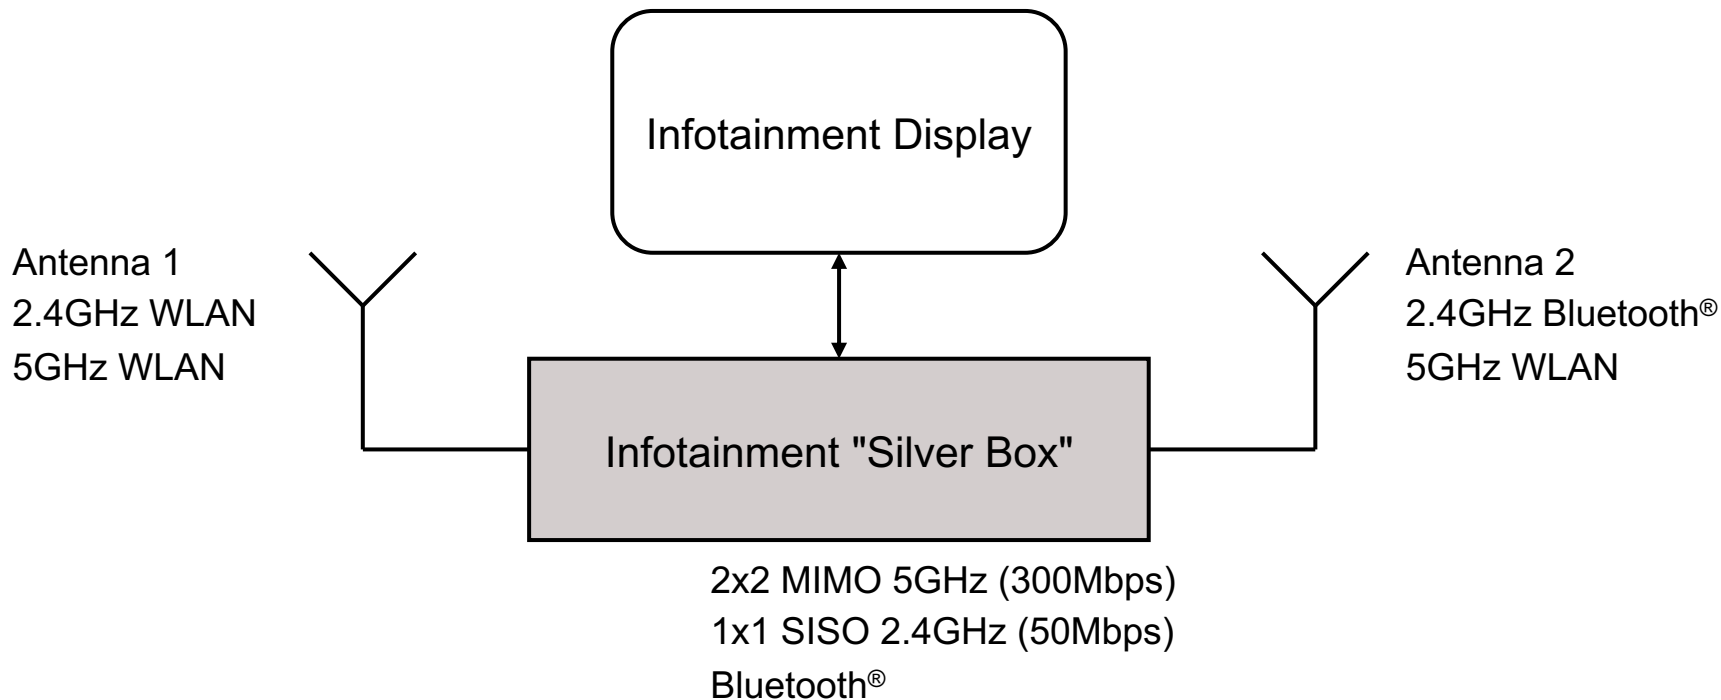 Infotainment Display
Antenna 1
2.4GHz WLAN
5GHz WLAN
Antenna 2
2.4GHz Bluetooth®
5GHz WLAN
Infotainment "Silver Box"
2x2 MIMO 5GHz (300Mbps)
1x1 SISO 2.4GHz (50Mbps)
Bluetooth®